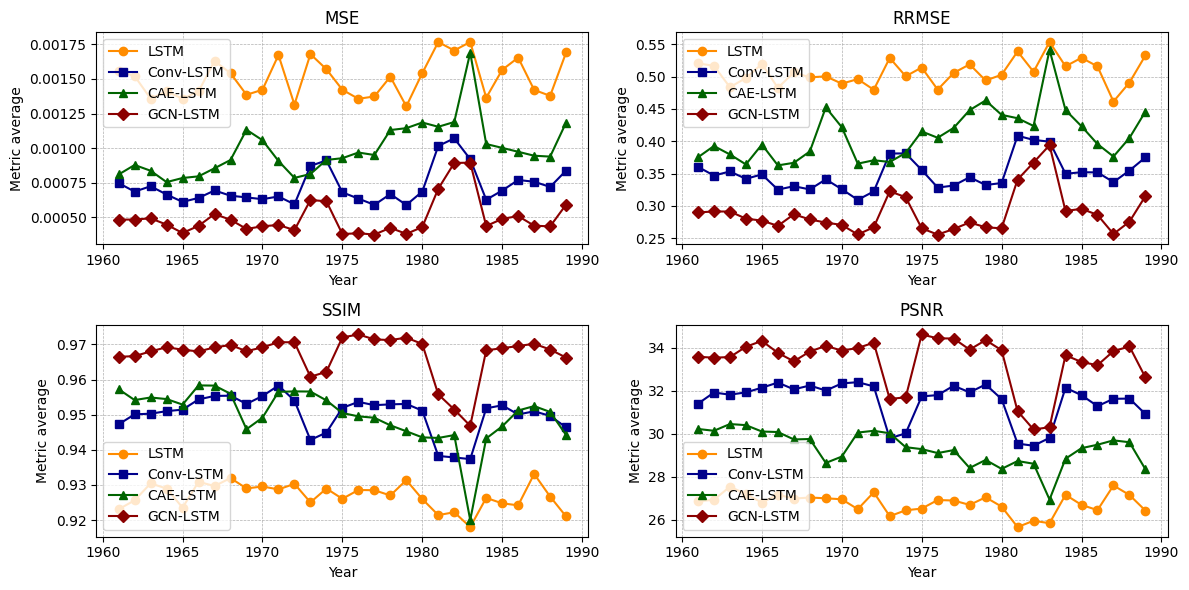 MSE
Metric average
0.00175
0.00150
0.00125
0.00100
0.00075
0.00050
LSTM
Conv-LSTM
CAE-LSTM
GCN-LSTM
1960 1965 1970 1975 1980 1985 1990
Year
RRMSE
Metric average
0.55
0.50
0.45
0.40
0.35
0.30
0.25
LSTM
Conv-LSTM
CAE-LSTM
GCN-LSTM
1960 1965 1970 1975 1980 1985 1990
Year
SSIM
Metric average
0.97
0.96
0.95
0.94
0.93
0.92
LSTM
Conv-LSTM
CAE-LSTM
GCN-LSTM
1960 1965 1970 1975 1980 1985 1990
Year
PSNR
Metric average
34
32
30
28
26
LSTM
Conv-LSTM
CAE-LSTM
GCN-LSTM
1960 1965 1970 1975 1980 1985 1990
Year